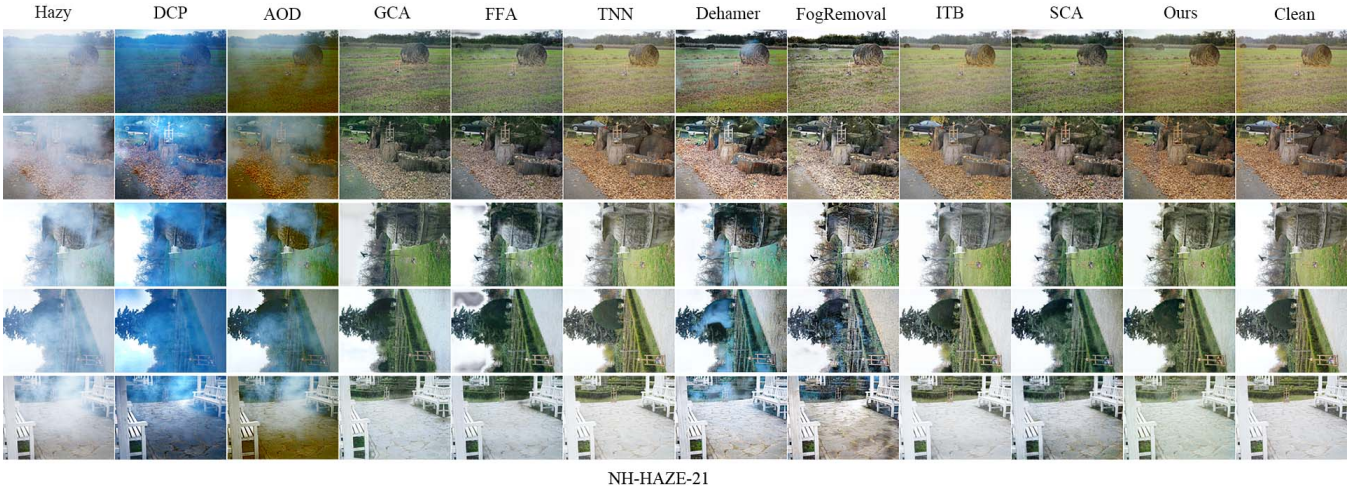 Hazy DCP AOD GCA FFA TNN Dehamer FogRemoval ITB SCA Ours Clean
NH-HAZE-21